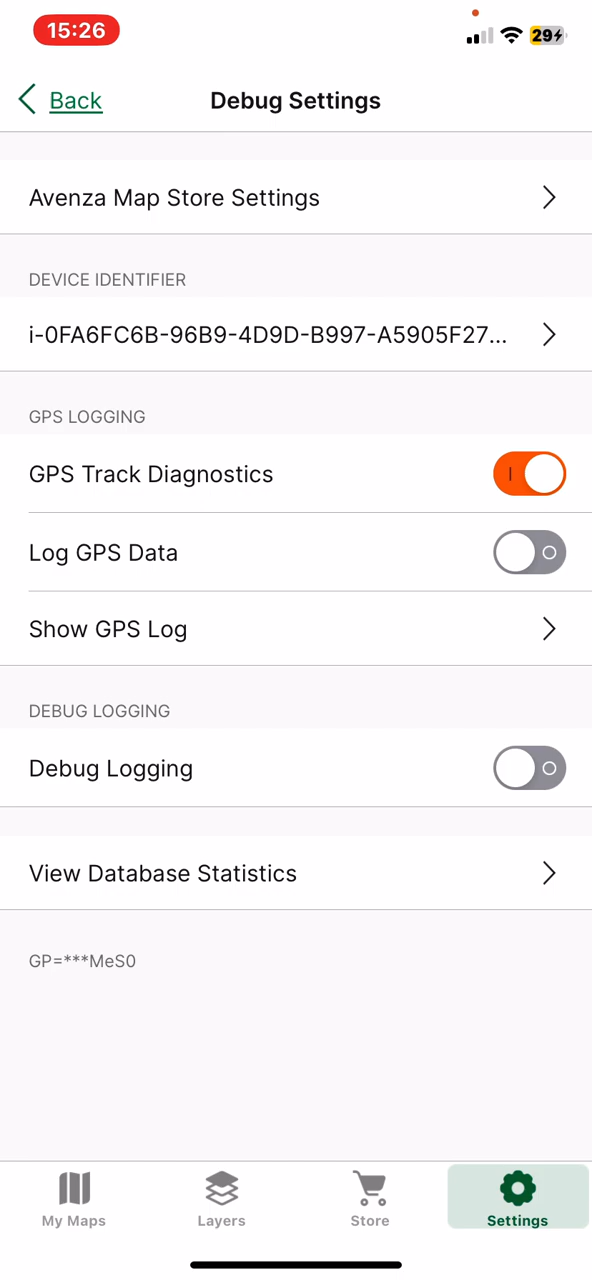 15:26
29
Back
Debug Settings
Avenza Map Store Settings
DEVICE IDENTIFIER
i-0FA6FC6B-96B9-4D9D-B997-A5905F27...
GPS LOGGING
GPS Track Diagnostics
Log GPS Data
Show GPS Log
DEBUG LOGGING
Debug Logging
View Database Statistics
GP=***MeS0
My Maps
Layers
Store
Settings